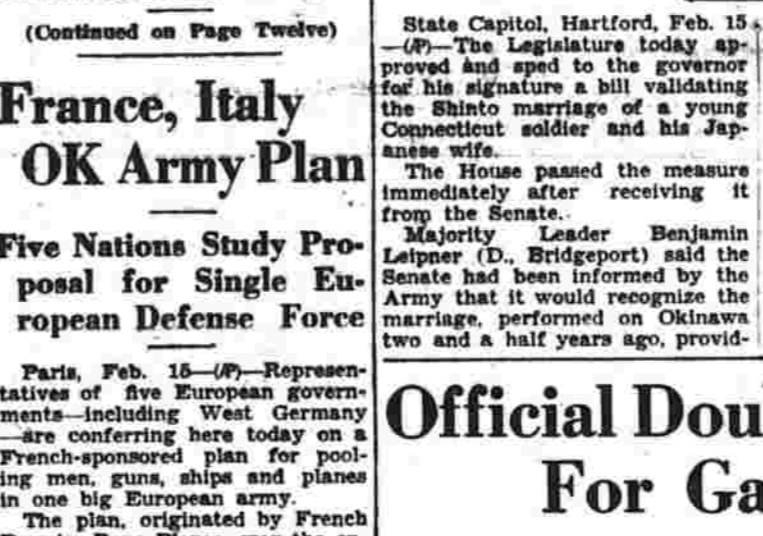 (Continued on Page Twelve)
France, Italy
OK Army Plan
Five Nations Study Pro-
posal for Single Eu-
ropean Defense Force
Paris, Feb. 15—(AP)—Represen-
tatives of five European govern-
ments—including West Germany
—are conferring here today on a
French-sponsored plan for pool-
ing men, guns, ships and planes
in one big European army.
The plan, originated by French
State Capitol, Hartford, Feb. 15
—(AP)—The Legislature today ap-
proved and sped to the governor
for his signature a bill validating
the Shinto marriage of a young
Connecticut soldier and his Jap-
anese wife.
The House passed the measure
immediately after receiving it
from the Senate.
Majority Leader Benjamin
Leipner (D., Bridgeport) said the
Senate had been informed by the
Army that it would recognize the
marriage, performed on Okinawa
two and a half years ago, provid-
Official Dou
For Ga